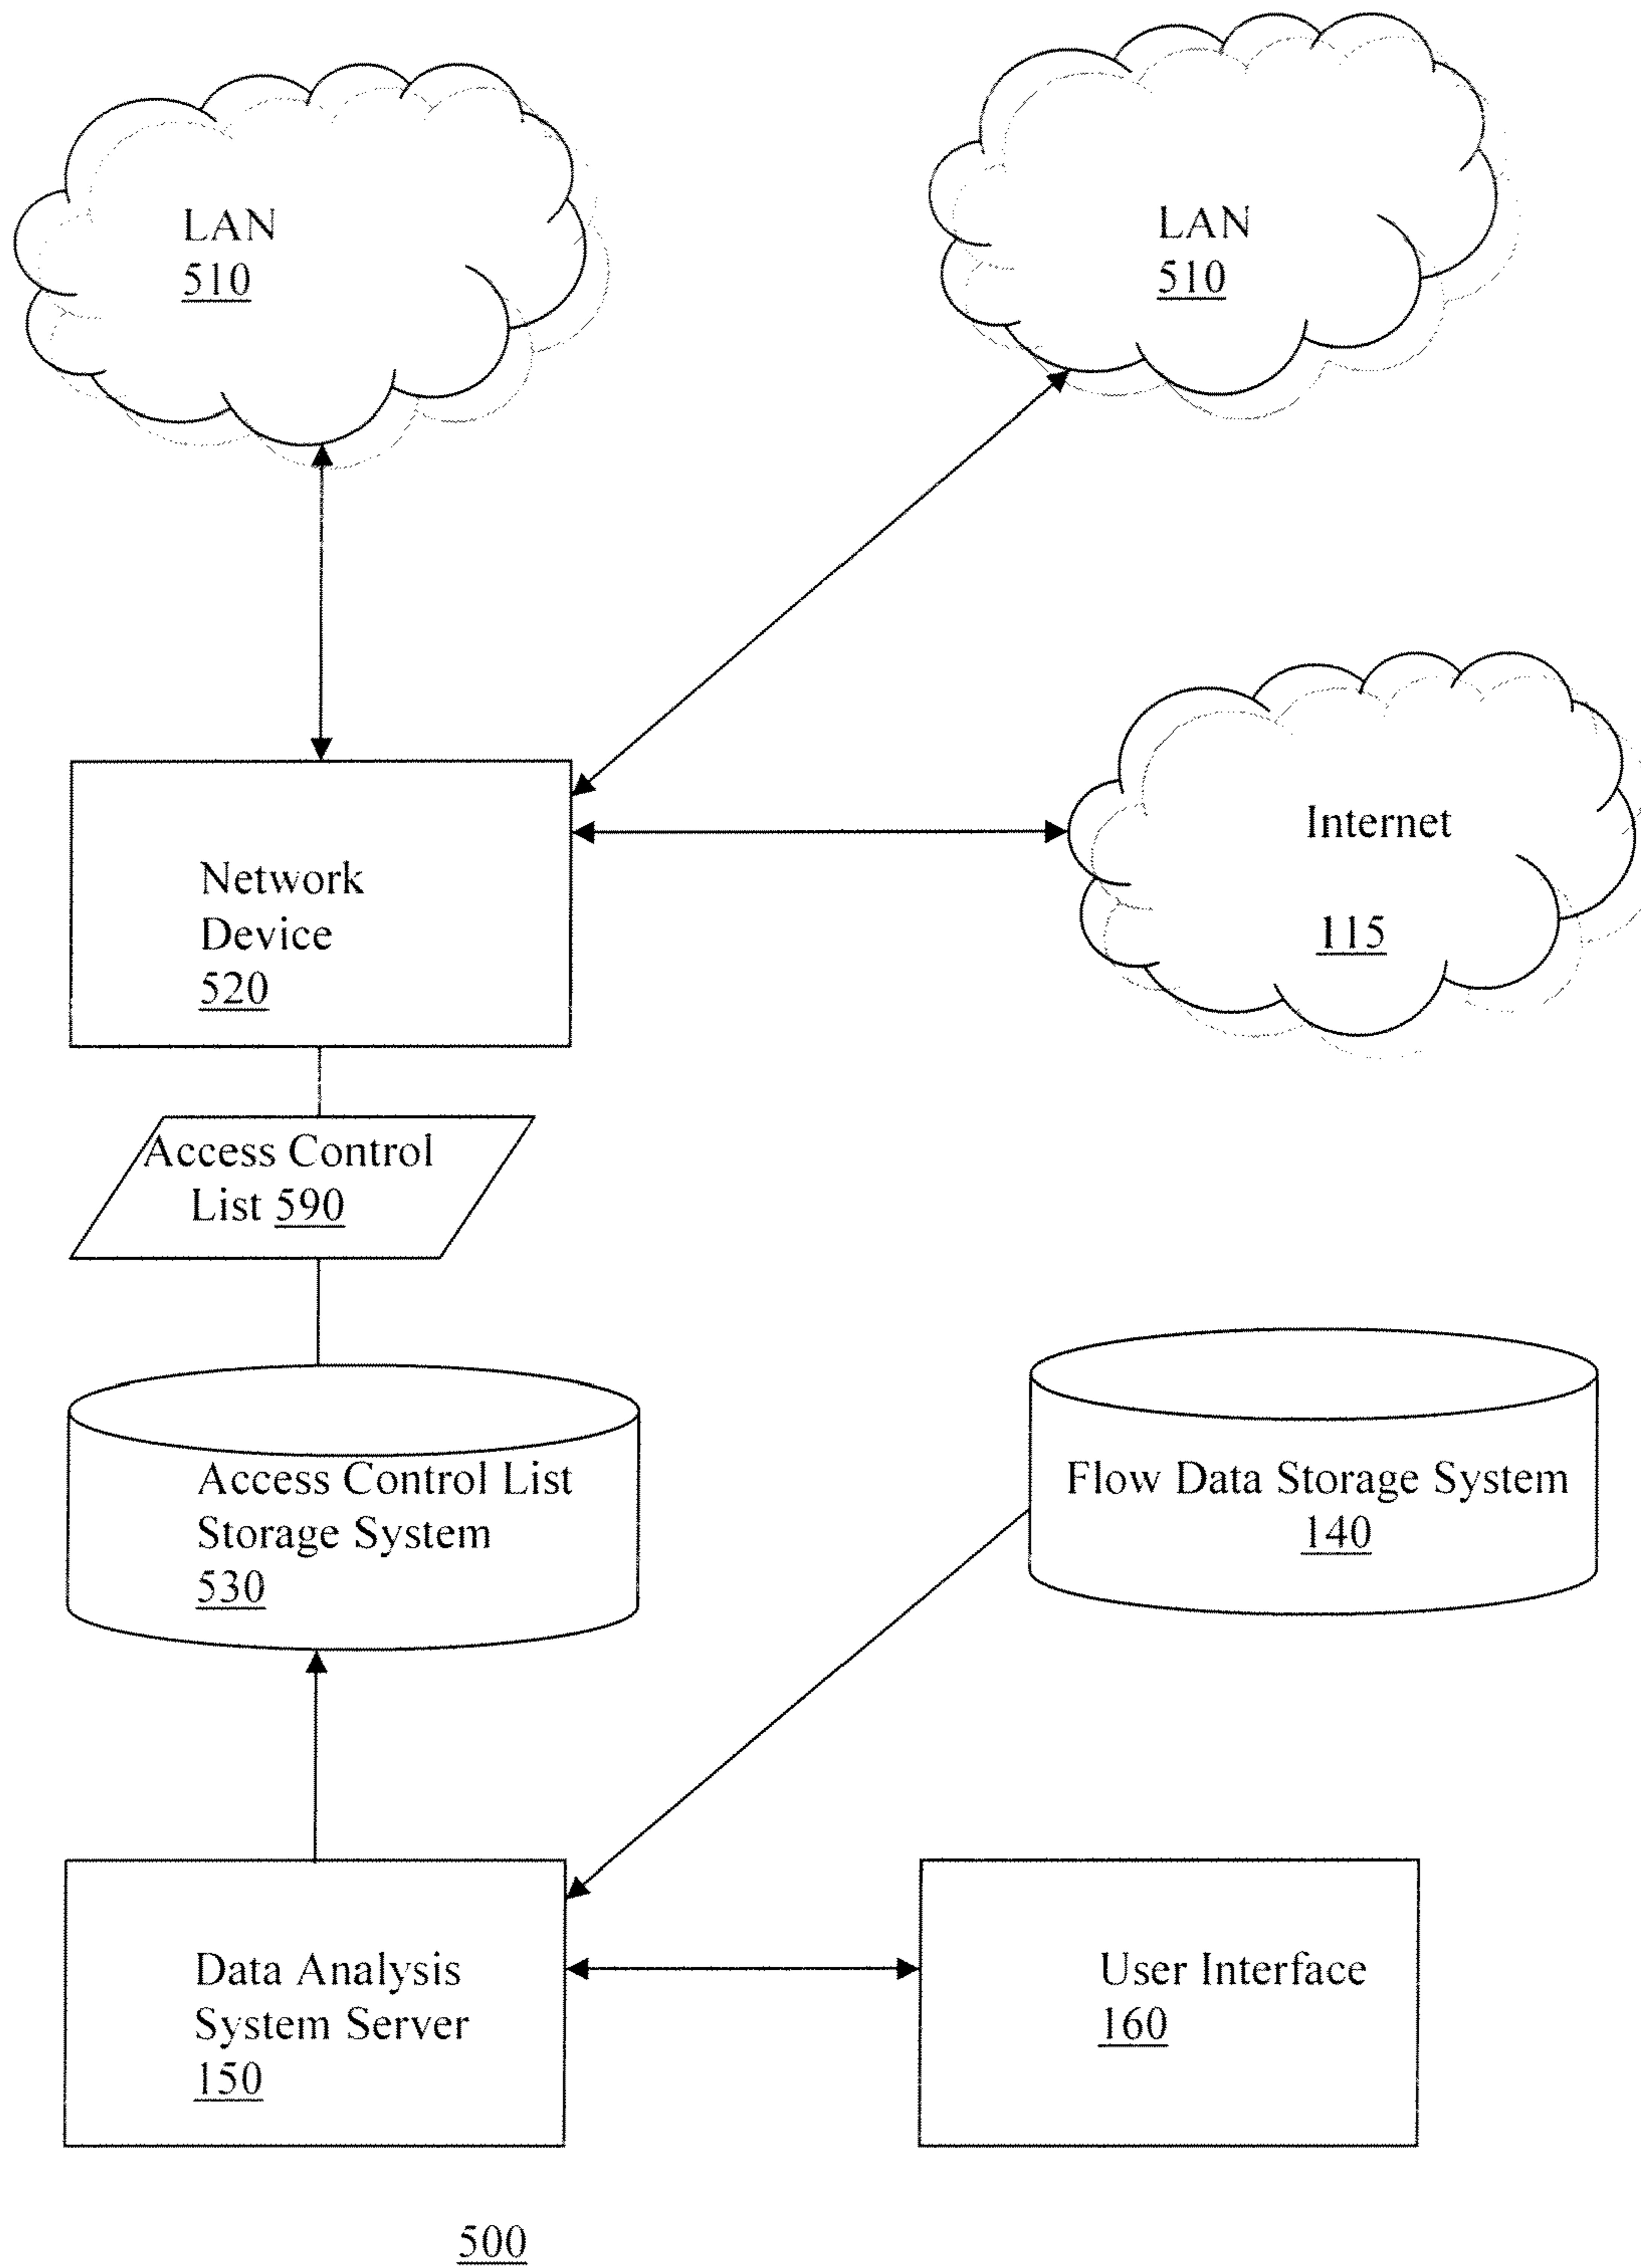 LAN
510
LAN
510
Internet
115
Network
Device
520
Access Control
List 590
Access Control List
Storage System
530
Flow Data Storage System
140
Data Analysis
System Server
150
User Interface
160
500